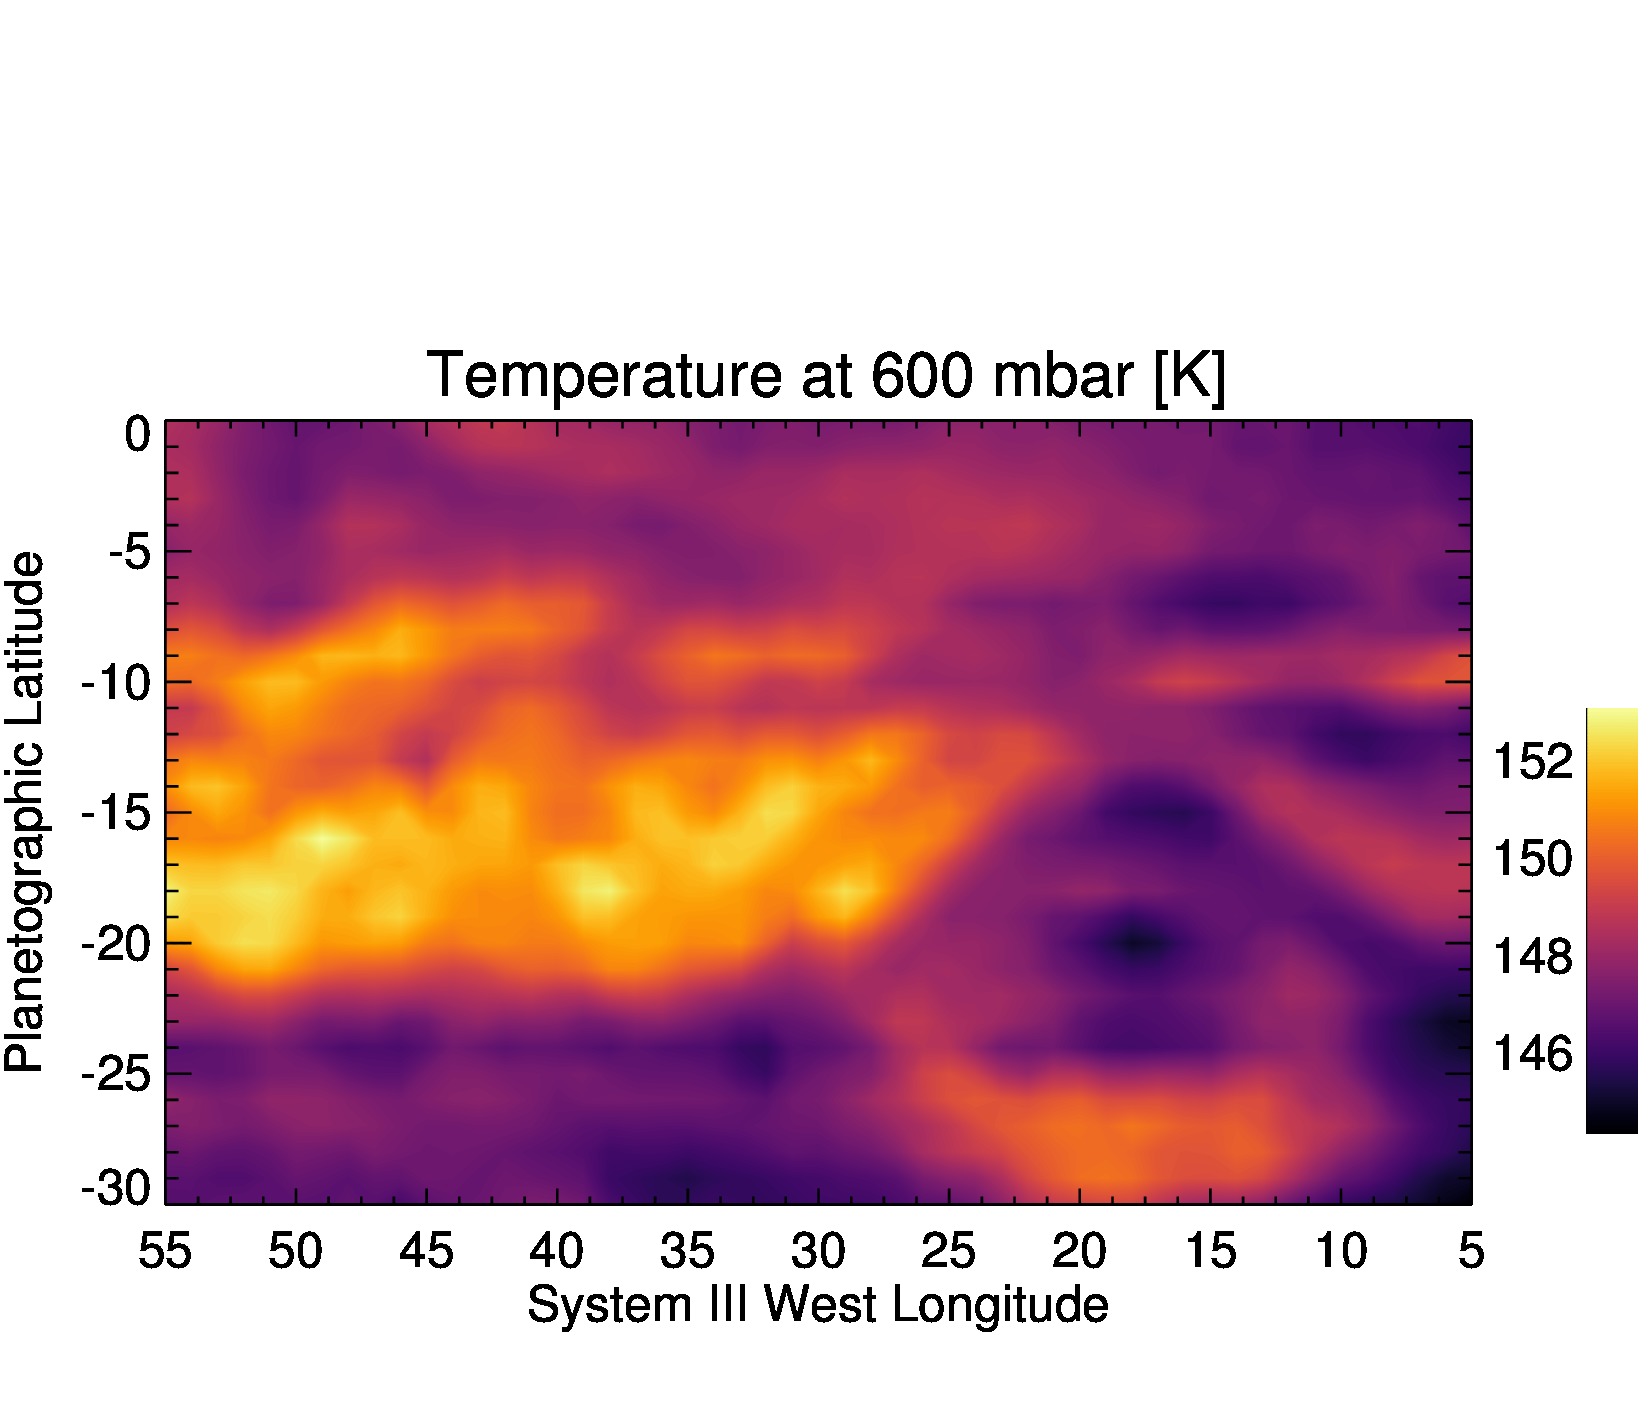 Temperature at 600 mbar [K]
0
-5
-10
-15
-20
-25
-30
Planetographic Latitude
55 50 45 40 35 30 25 20 15 10 5
System III West Longitude
152
150
148
146